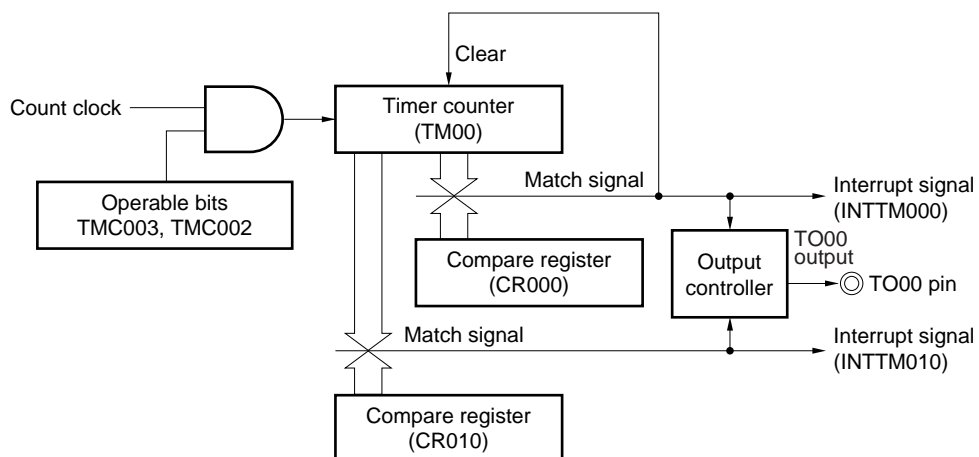 Clear
Count clock
Timer counter
(TM00)
Operable bits
TMC003, TMC002
Match signal
Interrupt signal
(INTTM000)
Compare register
(CR000)
Output
controller
TO00
output
TO00 pin
Match signal
Interrupt signal
(INTTM010)
Compare register
(CR010)